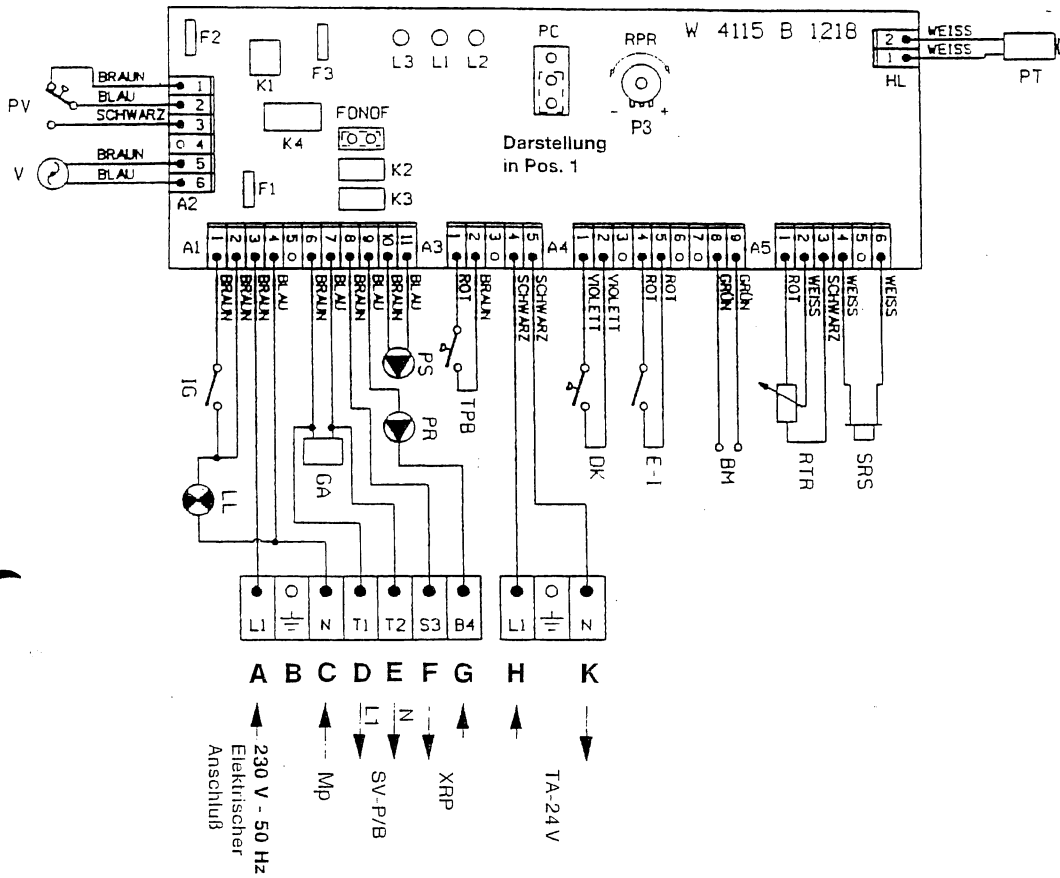 W 4115 B 1218
F2
K1
F3
L3
L1
L2
PC
RPR
- +
P3
2
1
HL
WEISS
WEISS
PT
PV
BRAUN
BLAU
SCHWARZ
V
BRAUN
BLAU
1
2
3
4
5
6
A2
K4
FONOF
K2
K3
F1
Darstellung
in Pos. 1
A1
1 2 3 4 5 6 7 8 9 10 11
A3
1 2 3 4 5
A4
1 2 3 4 5 6 7 8 9
A5
1 2 3 4 5 6
BRAUN
BRAUN
BRAUN
BLAU
BRAUN
BLAU
BRAUN
BLAU
BRAUN
BLAU
ROT
BRAUN
SCHWARZ
SCHWARZ
VIOLETT
VIOLETT
ROT
ROT
GRÜN
GRÜN
ROT
WEISS
SCHWARZ
WEISS
WEISS
IG
LL
GA
PS
PR
TPB
DK
E-I
BM
RTR
SRS
L1 N T1 T2 S3 B4
L1 N
A B C D E F G H K
L1
N
230 V - 50 Hz
Elektrischer
Anschluß
Mp
SV-P/B
XRP
TA-24V